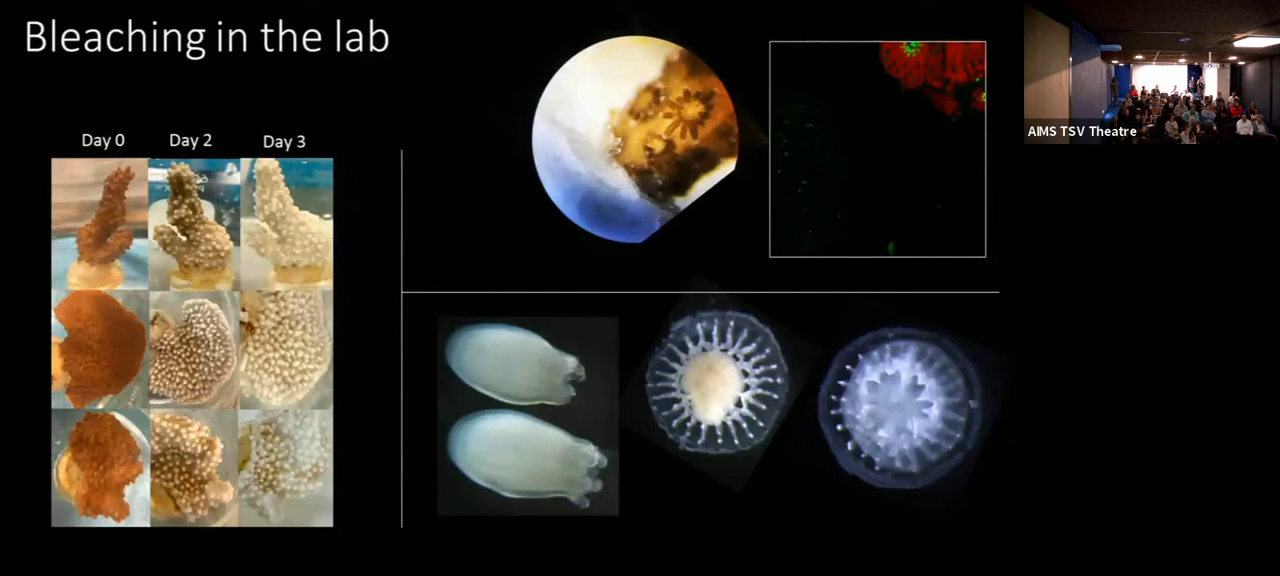 Bleaching in the lab
Day 0
Day 2
Day 3
AIMS TSV Theatre